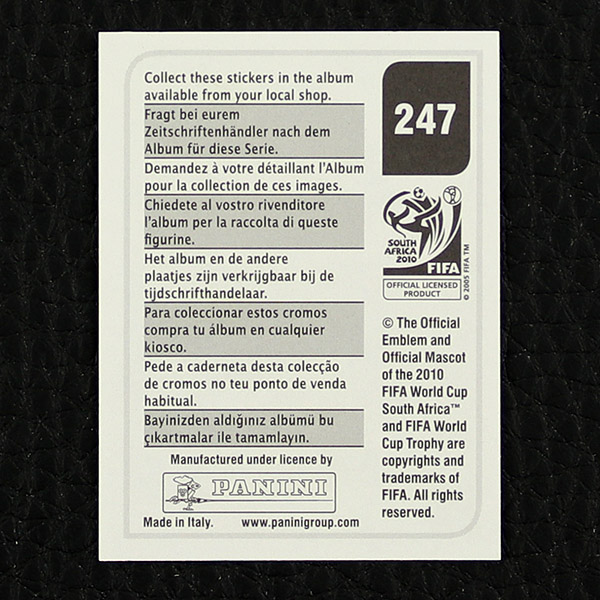 Collect these stickers in the album
available from your local shop.
Fragt bei eurem
Zeitschriftenhändler nach dem
Album für diese Serie.
Demandez à votre détaillant l'Album
pour la collection de ces images.
Chiedete al vostro rivenditore
l'album per la raccolta di queste
figurine.
Het album en de andere
plaatjes zijn verkrijgbaar bij de
tijdschrifthandelaar.
Para coleccionar estos cromos
compra tu álbum en cualquier
kiosco.
Pede a caderneta desta colecção
de cromos no teu ponto de venda
habitual.
Bayinizden aldığınız albümü bu
çıkartmalar ile tamamlayın.
Manufactured under licence by
PANINI
Made in Italy. www.paninigroup.com
247
SOUTH
AFRICA
2010
FIFA
OFFICIAL LICENSED
PRODUCT
© 2005 FIFA TM
© The Official
Emblem and
Official Mascot
of the 2010
FIFA World Cup
South Africa™
and FIFA World
Cup Trophy are
copyrights and
trademarks of
FIFA. All rights
reserved.